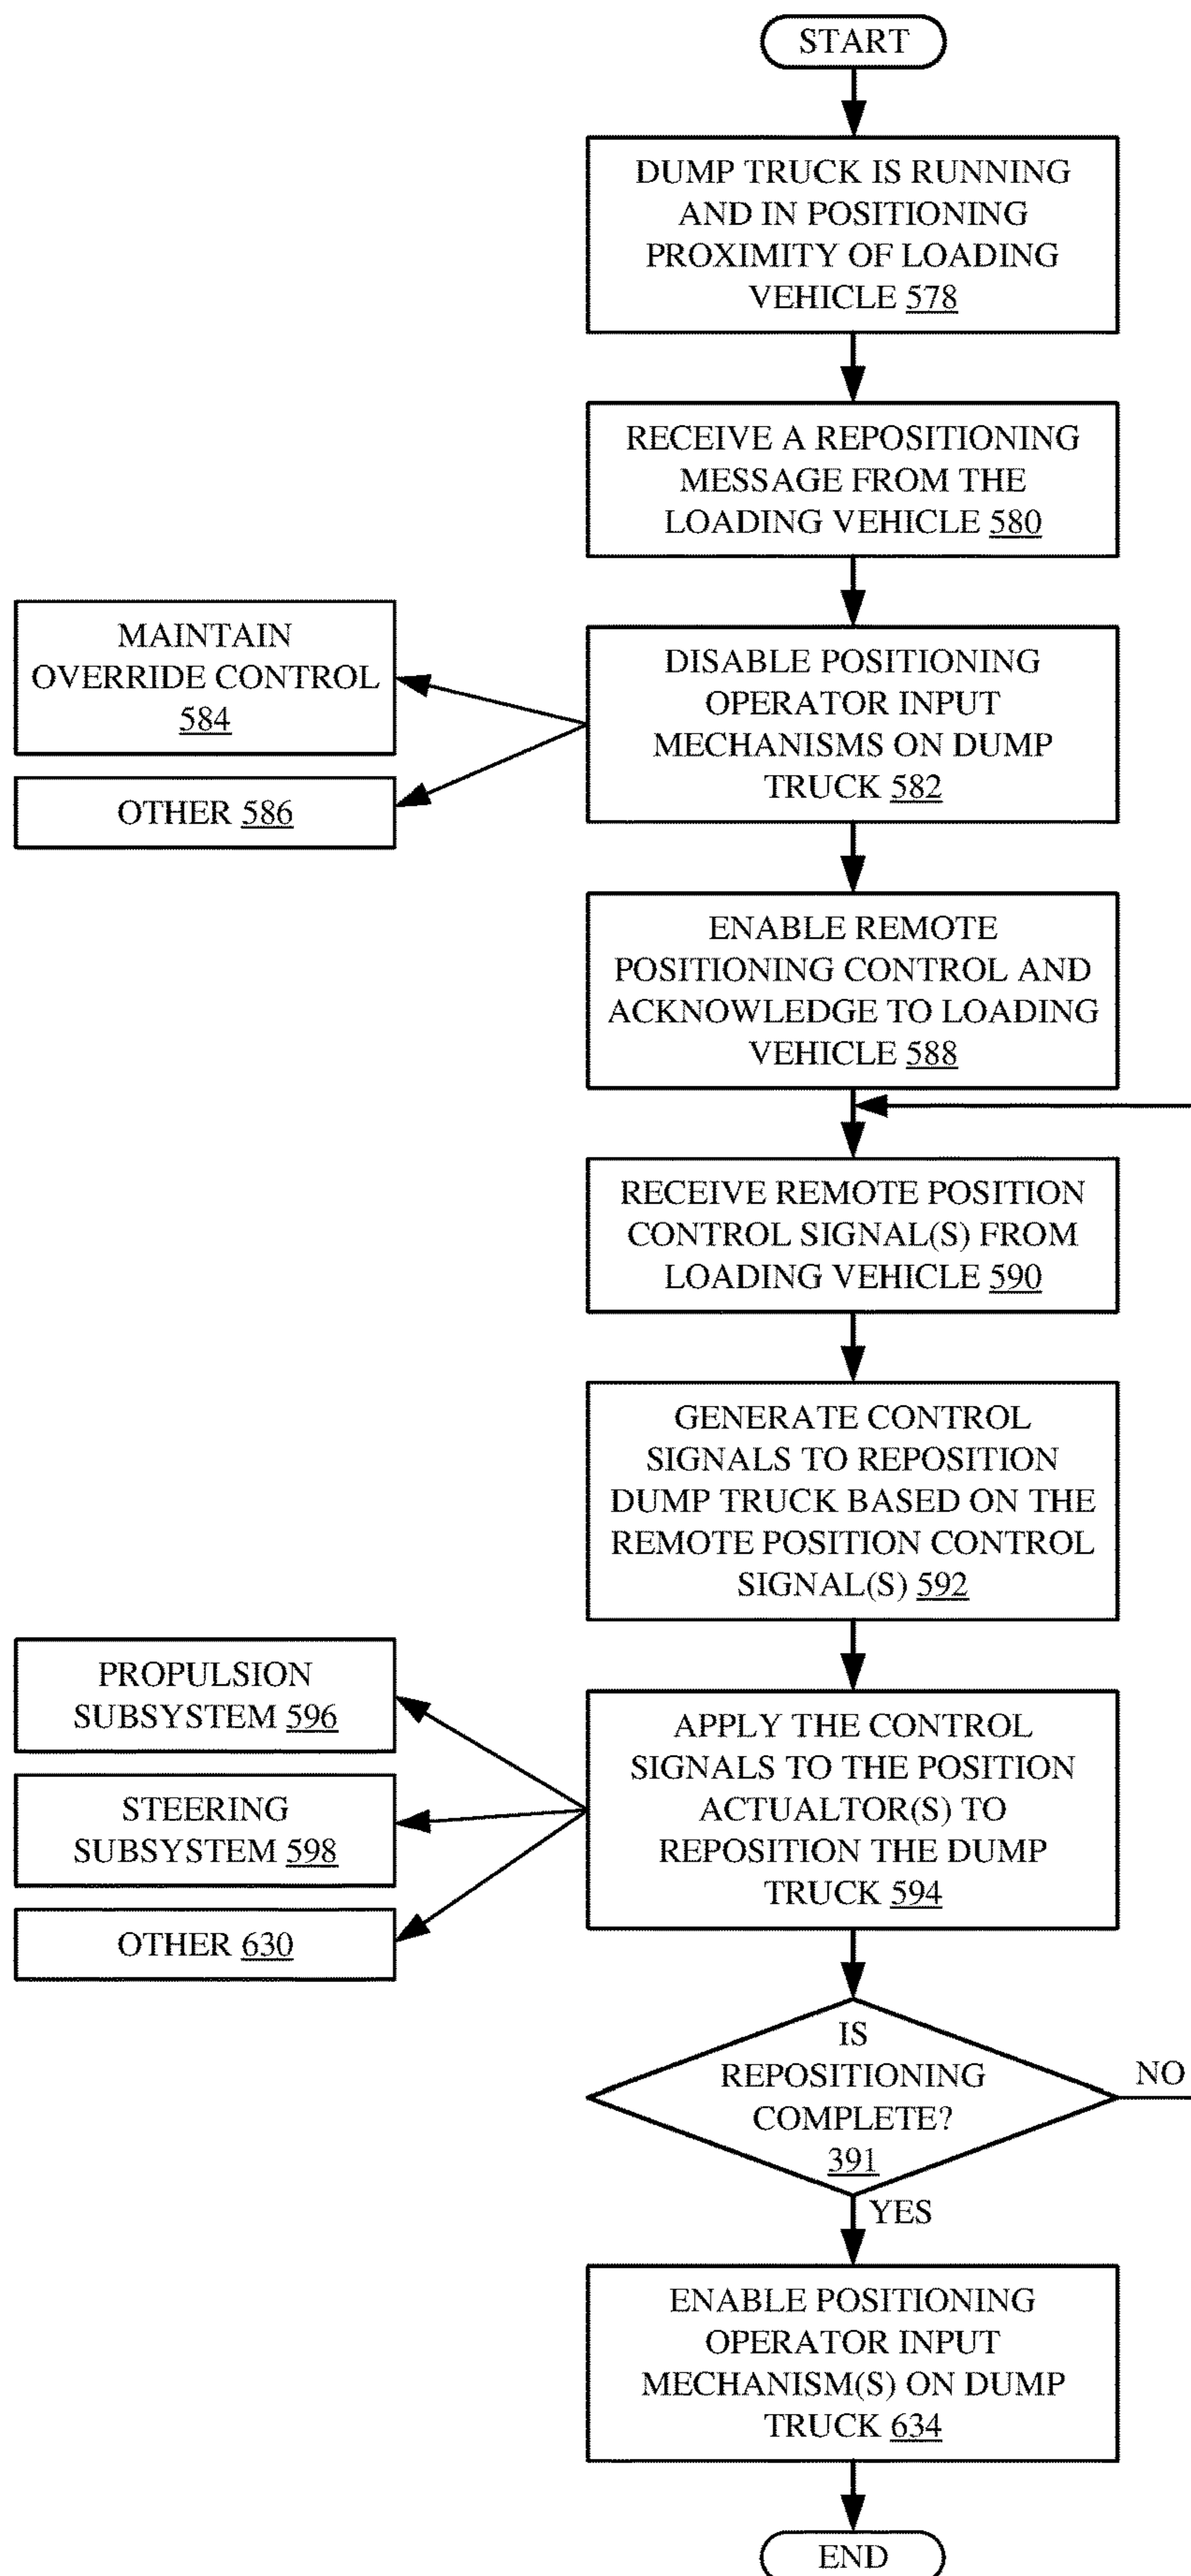 START
DUMP TRUCK IS RUNNING
AND IN POSITIONING
PROXIMITY OF LOADING
VEHICLE 578
RECEIVE A REPOSITIONING
MESSAGE FROM THE
LOADING VEHICLE 580
MAINTAIN
OVERRIDE CONTROL
584
OTHER 586
DISABLE POSITIONING
OPERATOR INPUT
MECHANISMS ON DUMP
TRUCK 582
ENABLE REMOTE
POSITIONING CONTROL AND
ACKNOWLEDGE TO LOADING
VEHICLE 588
RECEIVE REMOTE POSITION
CONTROL SIGNAL(S) FROM
LOADING VEHICLE 590
GENERATE CONTROL
SIGNALS TO REPOSITION
DUMP TRUCK BASED ON THE
REMOTE POSITION CONTROL
SIGNAL(S) 592
PROPULSION
SUBSYSTEM 596
STEERING
SUBSYSTEM 598
OTHER 630
APPLY THE CONTROL
SIGNALS TO THE POSITION
ACTUALTOR(S) TO
REPOSITION THE DUMP
TRUCK 594
IS
REPOSITIONING
COMPLETE?
391
NO
YES
ENABLE POSITIONING
OPERATOR INPUT
MECHANISM(S) ON DUMP
TRUCK 634
END